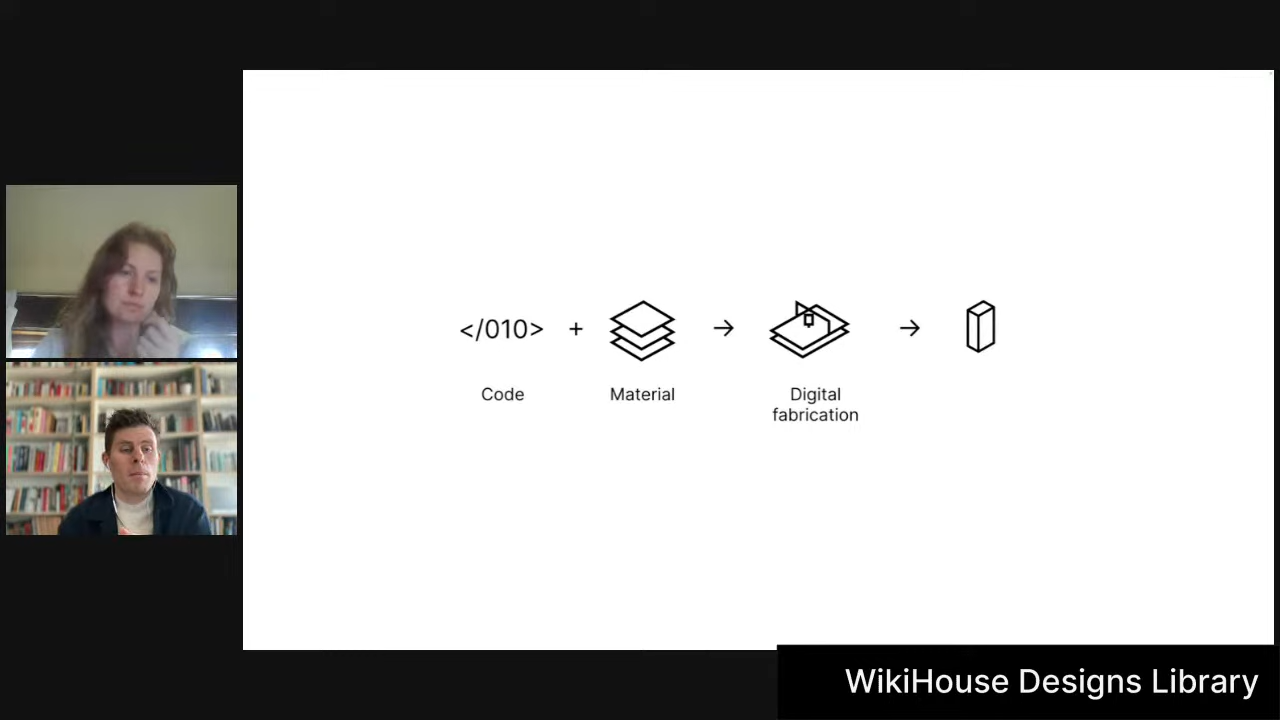 </010>
+
→
→
Code
Material
Digital
fabrication
WikiHouse Designs Library